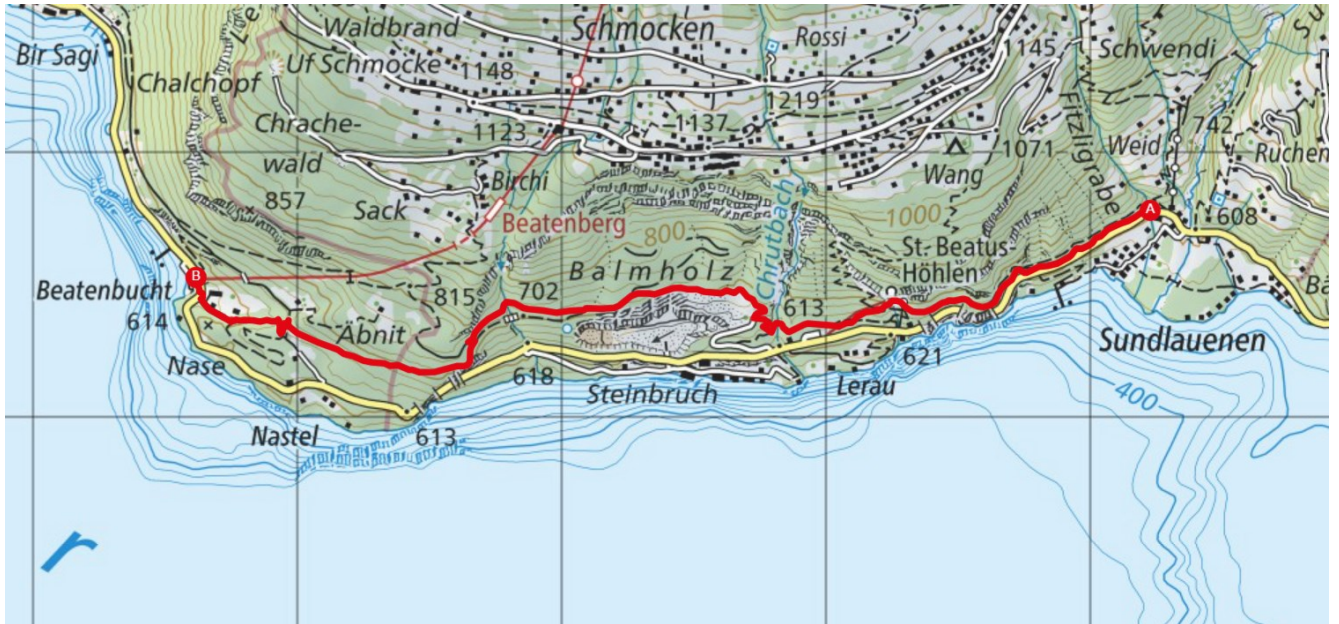 Schmocken
Waldbrand
Rossi
1145
Schwendi
Bir Sagi
Uf Schmocke
1148
Chalchopf
1219
Fitzligrabe
Chrache-
wald
1123
1137
742
Weid
Ruchen
1071
Wang
Birchi
857
Sack
Beatenberg
800
1000
Chrutbach
A
608
St-Beatus-
Höhlen
Balmholz
B
Beatenbucht
815
702
613
614
Äbnit
621
Sundlauenen
Nase
618
Steinbruch
Lerau
400
Nastel
613
r